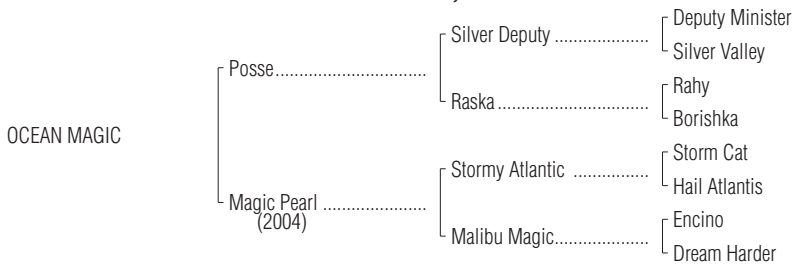 Deputy Minister
Silver Deputy ....................
Silver Valley
Posse................................
Rahy
Raska................................
Borishka
OCEAN MAGIC
Storm Cat
Stormy Atlantic ................
Hail Atlantis
Magic Pearl ......................
(2004)
Encino
Malibu Magic....................
Dream Harder